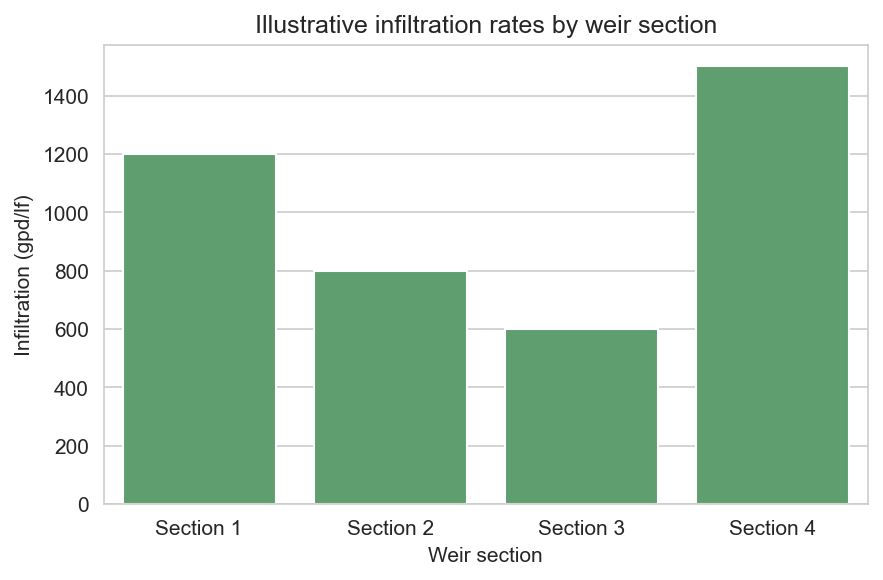 Illustrative infiltration rates by weir section
Infiltration (gpd/lf)
1400
1200
1000
800
600
400
200
0
Section 1
Section 2
Section 3
Section 4
Weir section